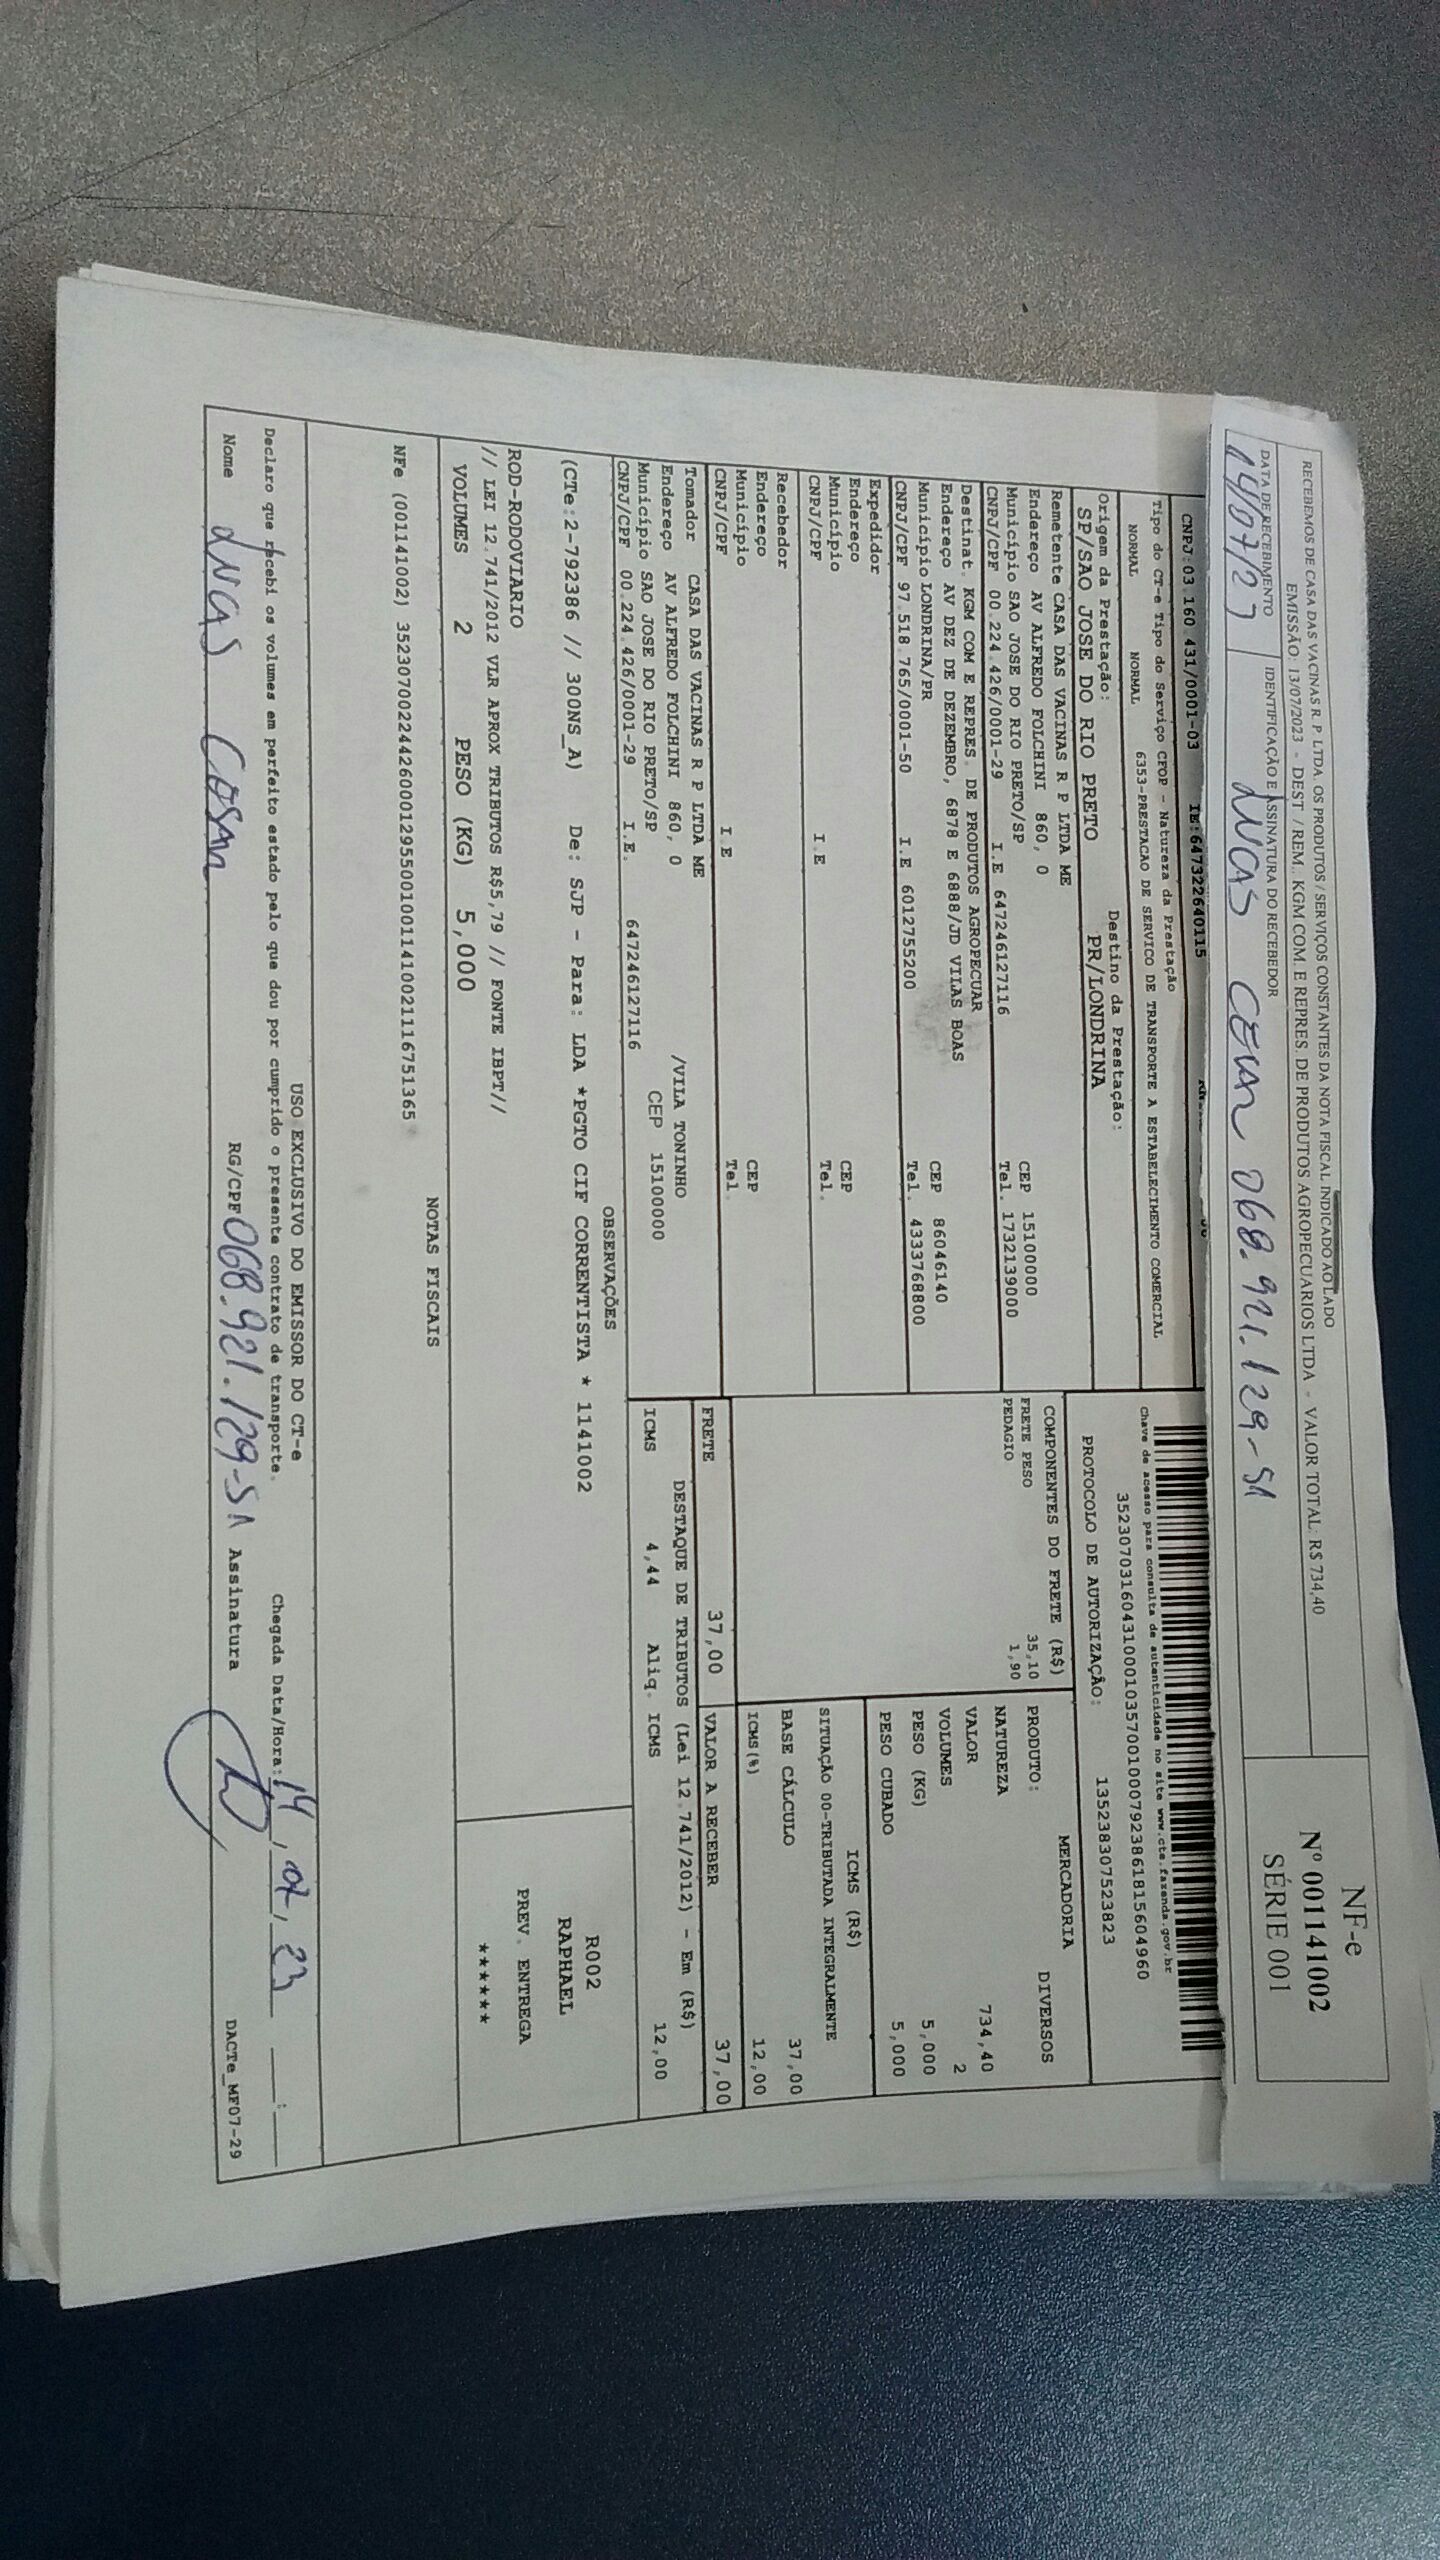 RECEBEMOS DE CASA DAS VACINAS R P LTDA. OS PRODUTOS / SERVIÇOS CONSTANTES DA NOTA FISCAL INDICADO AO LADO
EMISSÃO: 13/07/2023 - DEST / REM.: KGM COM. E REPRES. DE PRODUTOS AGROPECUARIOS LTDA - VALOR TOTAL: R$ 734,40
DATA DE RECEBIMENTO IDENTIFICAÇÃO E ASSINATURA DO RECEBEDOR
14/07/23 LUCAS 068.921.129-51
NF-e
Nº 001141002
SÉRIE 001
CNPJ:03.160.431/0001-03 IE:647322640115
Tipo do CT-e Tipo do Serviço CFOP - Natureza da Prestação
NORMAL NORMAL 6353-PRESTACAO DE SERVICO DE TRANSPORTE A ESTABELECIMENTO COMERCIAL
Origem da Prestação: Destino da Prestação:
SP/SAO JOSE DO RIO PRETO PR/LONDRINA
Chave de acesso para consulta de autenticidade no site www.cte.fazenda.gov.br
35230703160431000103570010007923861815604960
PROTOCOLO DE AUTORIZAÇÃO: 135238307523823
Remetente CASA DAS VACINAS R P LTDA ME
Endereço AV ALFREDO FOLCHINI 860, 0 CEP 15100000
Município SAO JOSE DO RIO PRETO/SP Tel. 1732139000
CNPJ/CPF 00.224.426/0001-29 I.E 647246127116
Destinat. KGM COM E REPRES. DE PRODUTOS AGROPECUAR
Endereço AV DEZ DE DEZEMBRO, 6878 E 6888/JD VILAS BOAS
Município LONDRINA/PR CEP 86046140
CNPJ/CPF 97.518.765/0001-50 I.E 6012755200 Tel. 4333768800
Expedidor
Endereço
Município CEP
CNPJ/CPF I.E Tel.
Recebedor
Endereço
Município CEP
CNPJ/CPF I.E Tel.
Tomador CASA DAS VACINAS R P LTDA ME
Endereço AV ALFREDO FOLCHINI 860, 0 /VILA TONINHO
Município SAO JOSE DO RIO PRETO/SP CEP 15100000
CNPJ/CPF 00.224.426/0001-29 I.E. 647246127116
COMPONENTES DO FRETE (R$)
FRETE PESO 35,10
PEDAGIO 1,90
MERCADORIA
PRODUTO: DIVERSOS
NATUREZA
VALOR 734,40
VOLUMES 2
PESO (KG) 5,000
PESO CUBADO 5,000
ICMS (R$)
SITUAÇÃO 00-TRIBUTADA INTEGRALMENTE
BASE CÁLCULO 37,00
ICMS(%) 12,00
FRETE 37,00 VALOR A RECEBER 37,00
DESTAQUE DE TRIBUTOS (Lei 12.741/2012) - Em (R$)
ICMS 4,44 Aliq. ICMS 12,00
OBSERVAÇÕES
(CTe:2-792386 // 300NS_A) De: SJP - Para: LDA *PGTO CIF CORRENTISTA * 1141002
ROD-RODOVIARIO
// LEI 12.741/2012 VLR APROX TRIBUTOS R$5,79 // FONTE IBPT//
R002
RAPHAEL
PREV. ENTREGA
******
VOLUMES 2 PESO (KG) 5,000
NOTAS FISCAIS
NFe (001141002) 35230700224426000129550010011410021116751365
USO EXCLUSIVO DO EMISSOR DO CT-e
Declaro que recebi os volumes em perfeito estado pelo que dou por cumprido o presente contrato de transporte. Chegada Data/Hora: 14/07/23 __:__
Nome LUCAS RG/CPF 068.921.129-51 Assinatura
DACTe_MF07-29